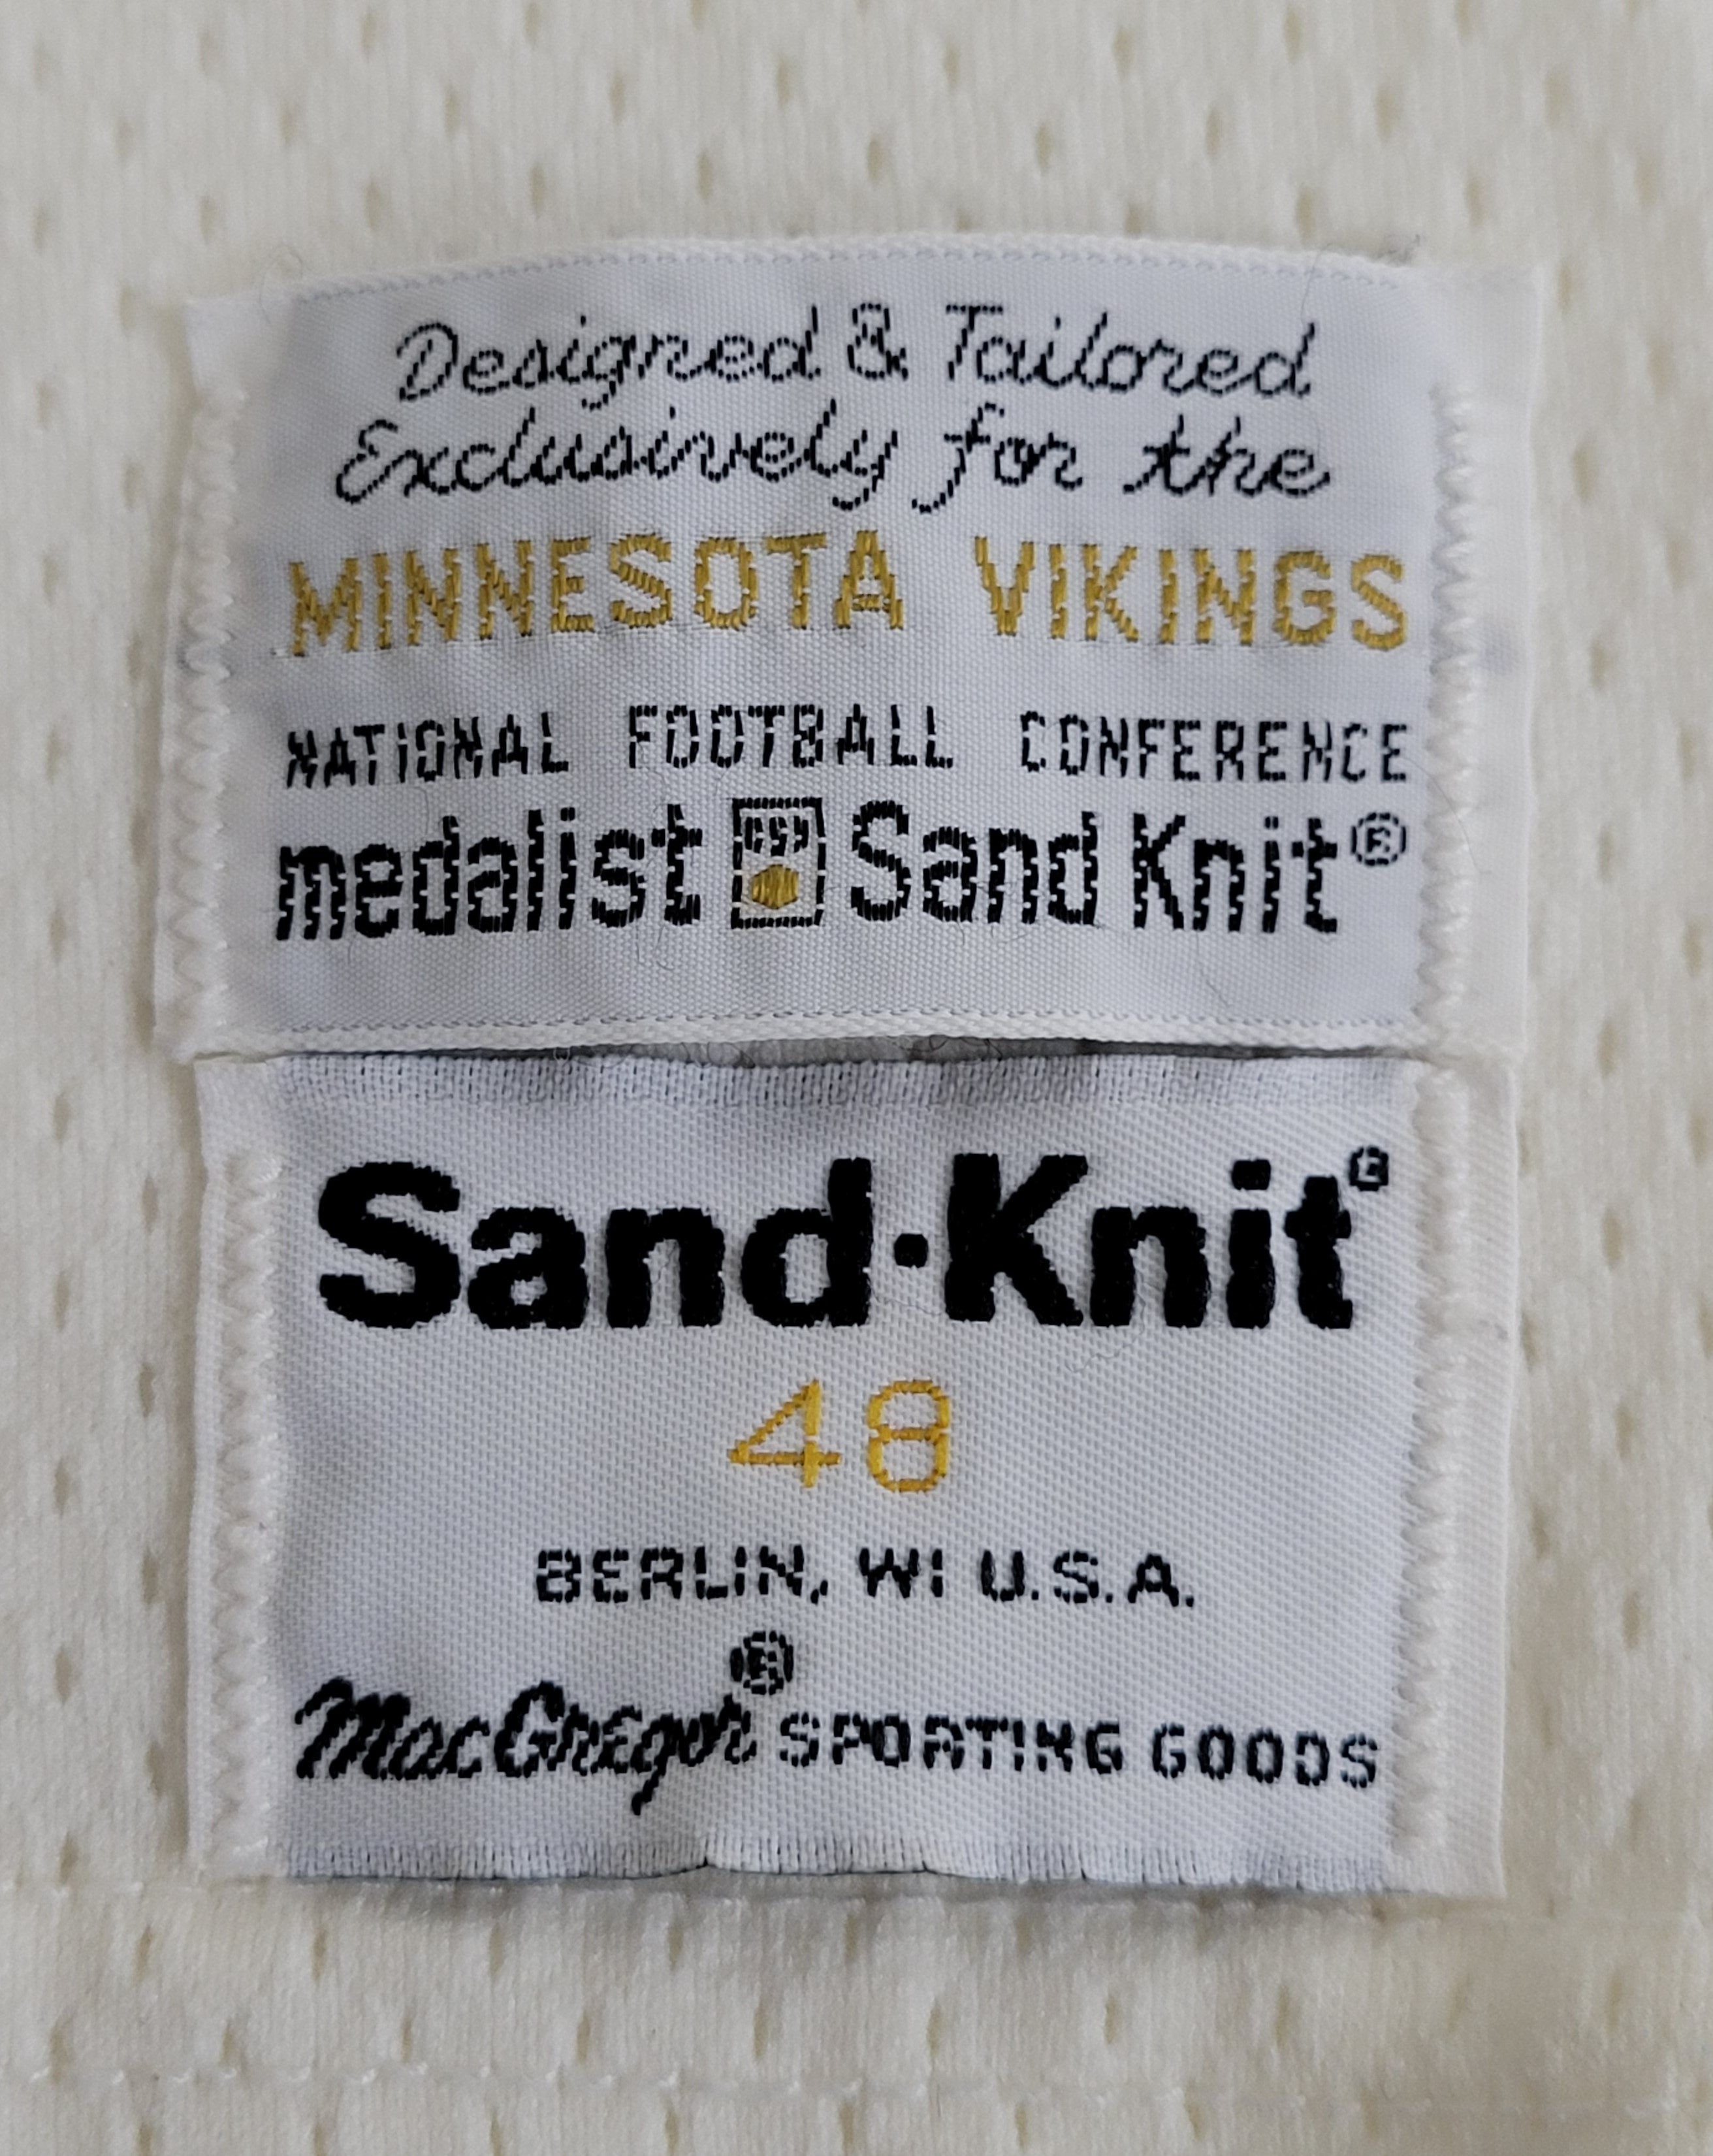 Designed & Tailored
Exclusively for the
MINNESOTA VIKINGS
NATIONAL FOOTBALL CONFERENCE
medalist Sand Knit®
Sand·Knit®
48
BERLIN, WI U.S.A.
MacGregor® SPORTING GOODS